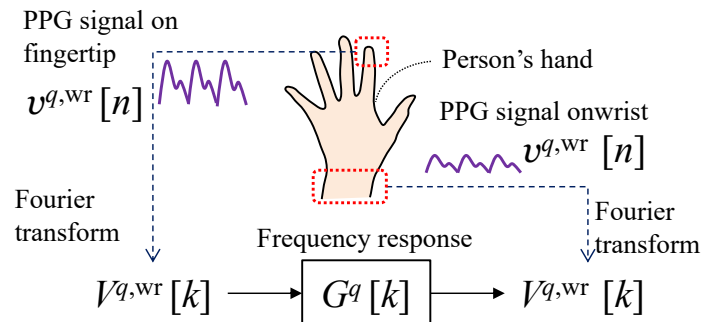 PPG signal on
fingertip
υ^{q,wr} [n]
Person's hand
PPG signal onwrist
υ^{q,wr} [n]
Fourier
transform
Fourier
transform
Frequency response
V^{q,wr} [k]
G^{q} [k]
V^{q,wr} [k]